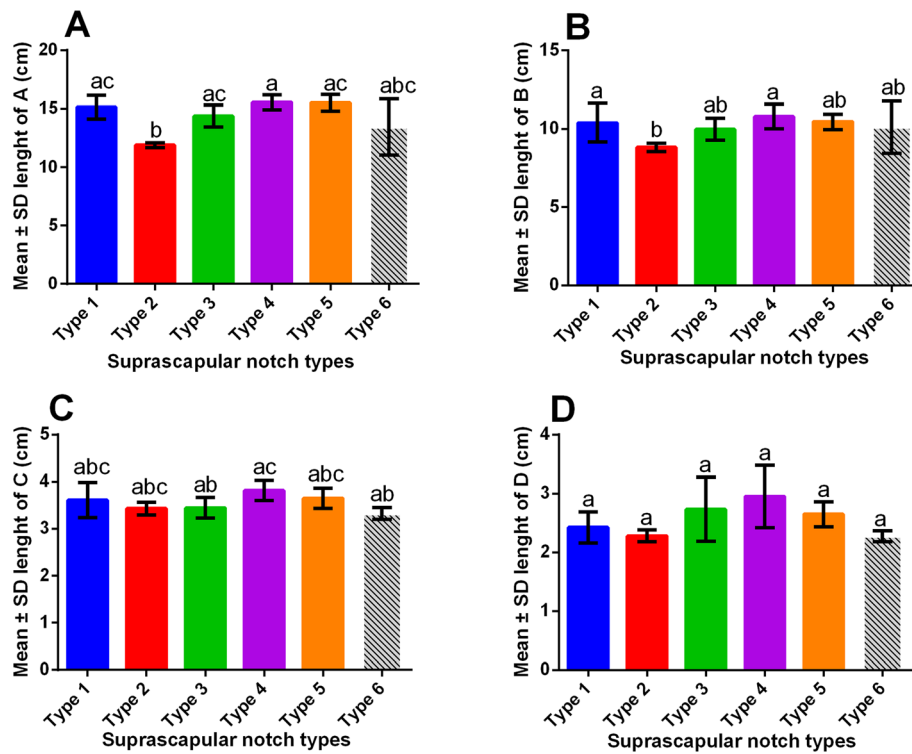 A
Mean ± SD lenght of A (cm)
20
15
10
5
0
ac
b
ac
a
ac
abc
Type 1
Type 2
Type 3
Type 4
Type 5
Type 6
Suprascapular notch types
B
Mean ± SD lenght of B (cm)
15
10
5
0
a
b
ab
a
ab
ab
Type 1
Type 2
Type 3
Type 4
Type 5
Type 6
Suprascapular notch types
C
Mean ± SD lenght of C (cm)
5
4
3
2
1
0
abc
abc
ab
ac
abc
ab
Type 1
Type 2
Type 3
Type 4
Type 5
Type 6
Suprascapular notch types
D
Mean ± SD lenght of D (cm)
4
3
2
1
0
a
a
a
a
a
a
Type 1
Type 2
Type 3
Type 4
Type 5
Type 6
Suprascapular notch types